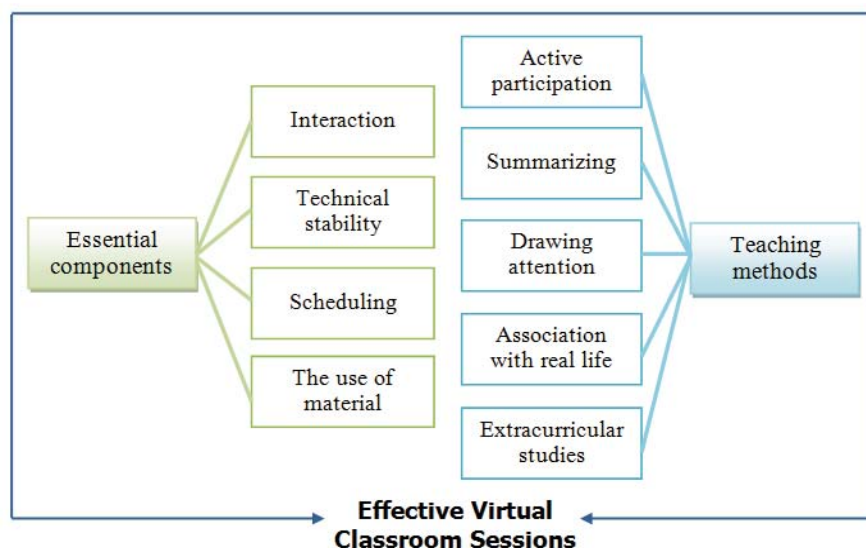 Essential
components
Interaction
Technical
stability
Scheduling
The use of
material
Active
participation
Summarizing
Drawing
attention
Association
with real life
Extracurricular
studies
Teaching
methods
Effective Virtual
Classroom Sessions